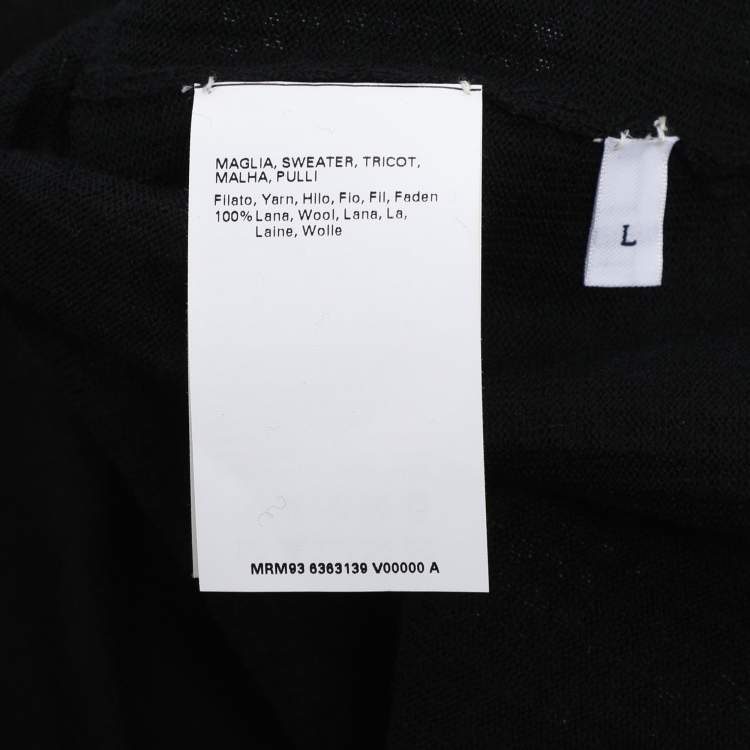 MAGLIA, SWEATER, TRICOT,
MALHA, PULLI
Filato, Yarn, Hilo, Fio, Fil, Faden
100% Lana, Wool, Lana, La,
Laine, Wolle
MRM93 6363139 V00000 A
L